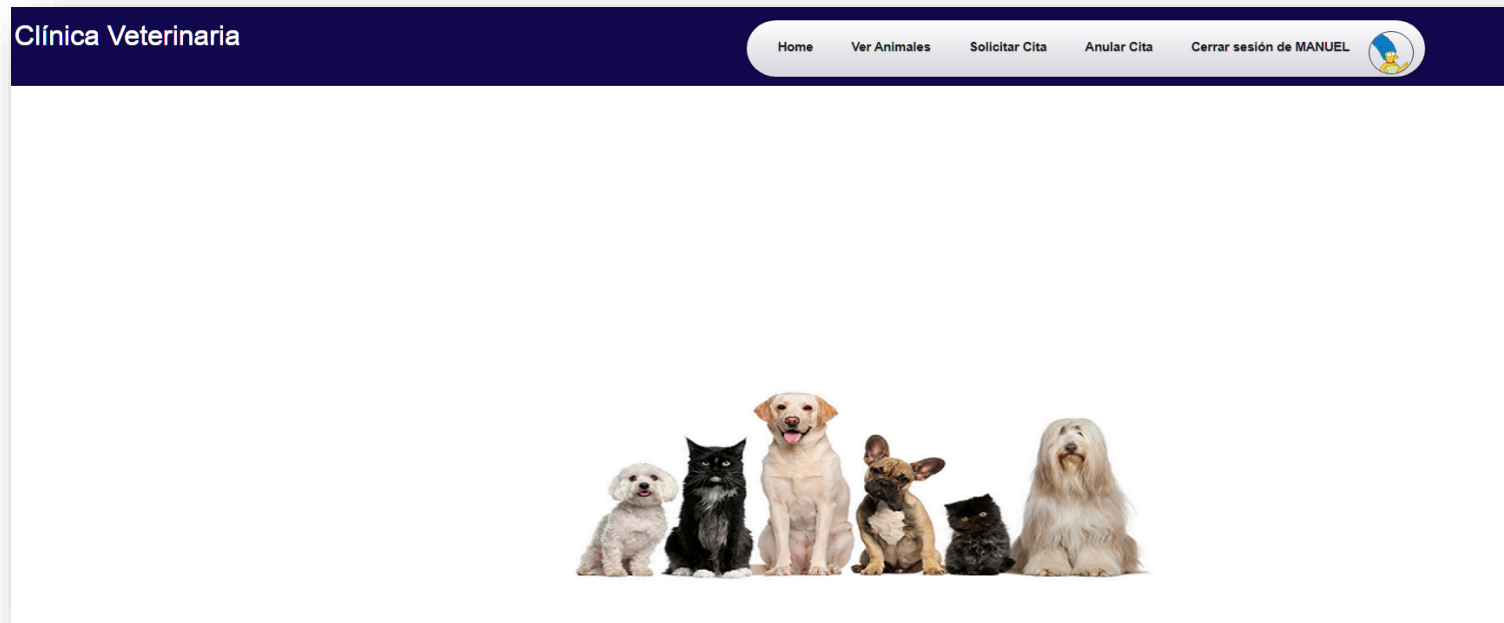 Clínica Veterinaria
Home Ver Animales Solicitar Cita Anular Cita Cerrar sesión de MANUEL